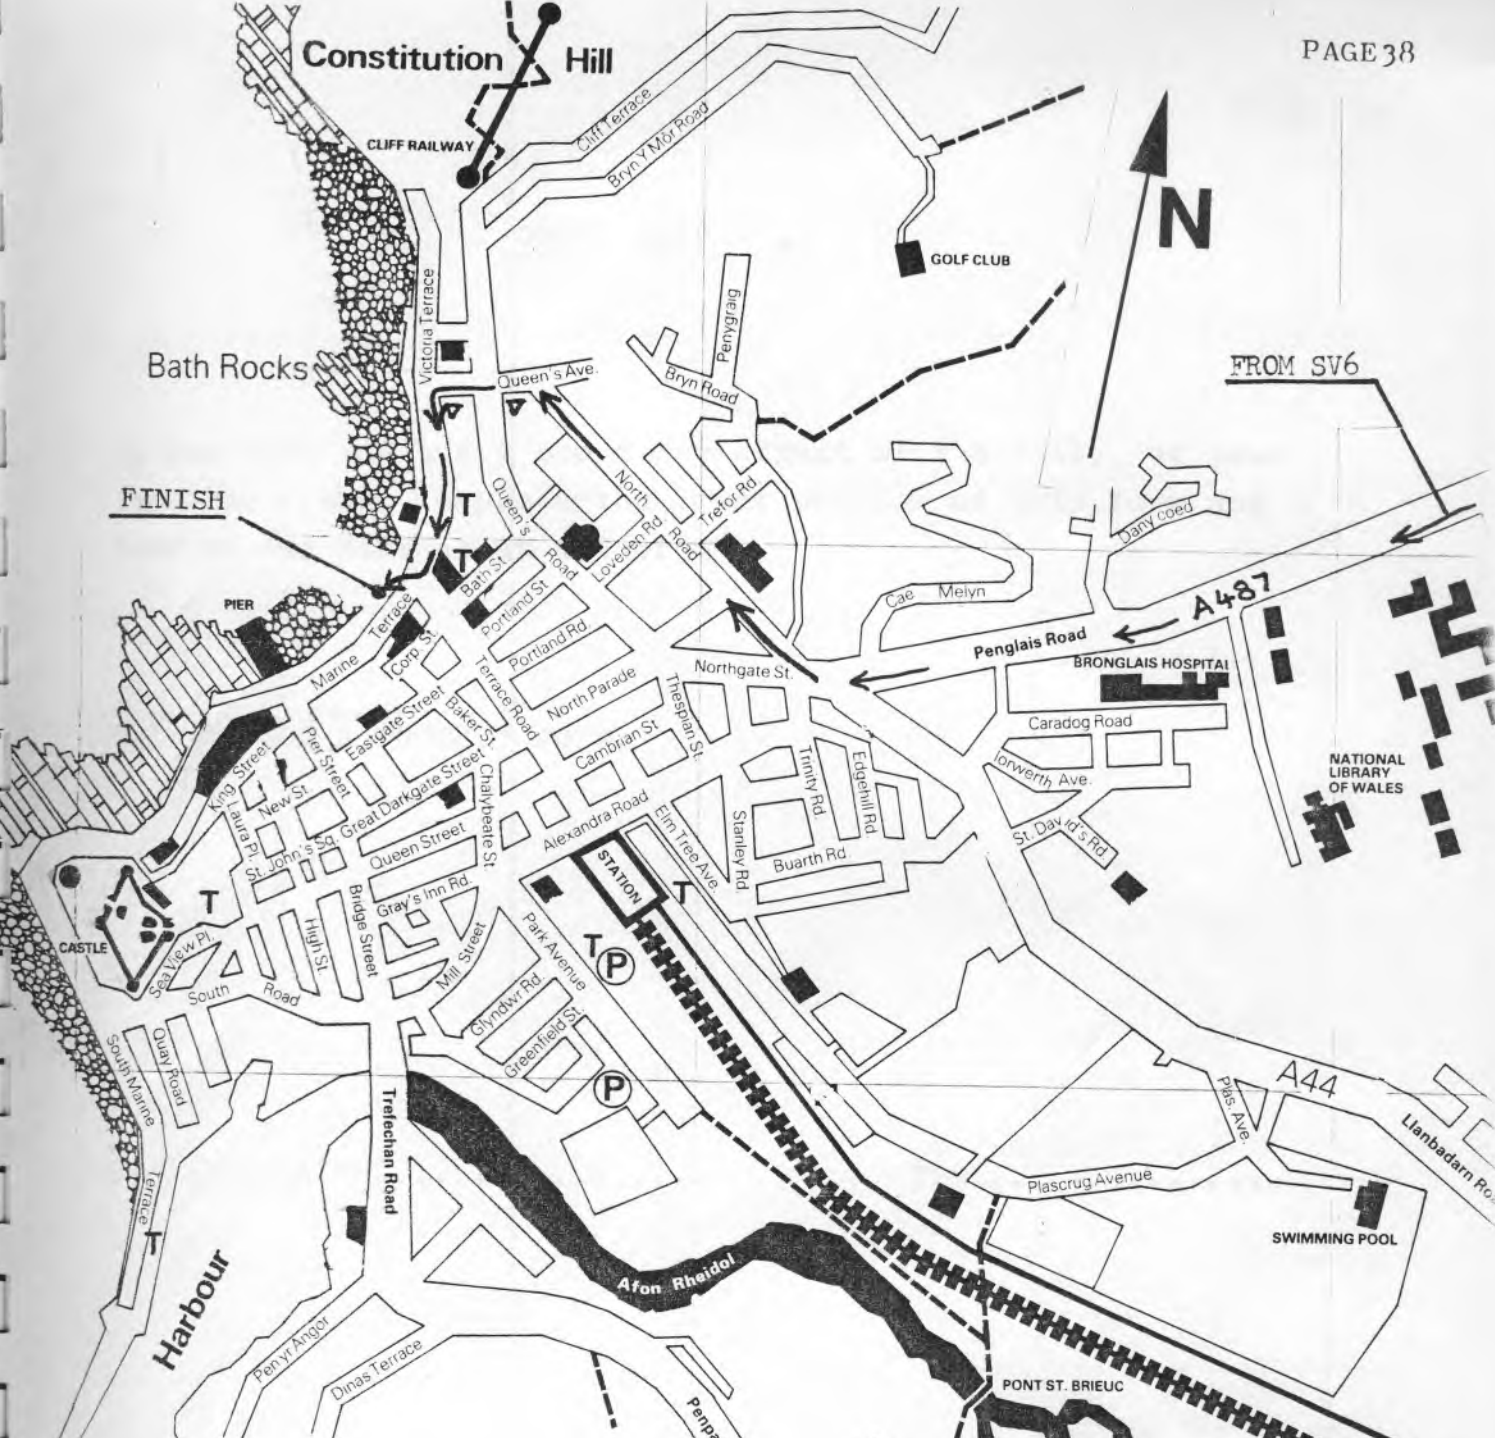 PAGE 38
Constitution Hill
CLIFF RAILWAY
Cliff Terrace
Bryn Y Môr Road
N
GOLF CLUB
Victoria Terrace
Penygraig
Bath Rocks
Queen's Ave.
Bryn Road
FROM SV6
FINISH
T
North Road
Queen's Road
Trefor Rd
Loveden Rd.
Dany coed
T
Bath St
Portland St
Cae Melyn
A487
PIER
Marine Terrace
Corp. St.
Portland Rd.
Penglais Road
BRONGLAIS HOSPITAL
Northgate St.
Terrace Road
North Parade
Thespian St.
Caradog Road
Eastgate Street
Baker St.
Cambrian St.
Pier Street
King Street
New St.
Laura Pl.
Great Darkgate Street
Chalybeate St.
Trinity Rd.
Edgehill Rd
Iorwerth Ave.
NATIONAL
LIBRARY
OF WALES
St. John's Sq.
Queen Street
Alexandra Road
Elm Tree Ave.
Stanley Rd.
Buarth Rd.
St. David's Rd.
STATION
T
Gray's Inn Rd.
Bridge Street
High St.
T
CASTLE
Sea View Pl.
South Road
Mill Street
Park Avenue
T
P
Glyndwr Rd.
Greenfield St.
P
South Marine Terrace
Quay Road
Trefechan Road
A44
Plas. Ave.
Llanbadarn Ro
Plascrug Avenue
SWIMMING POOL
T
Harbour
Afon Rheidol
Pen yr Angor
Dinas Terrace
Penpa
PONT ST. BRIEUC